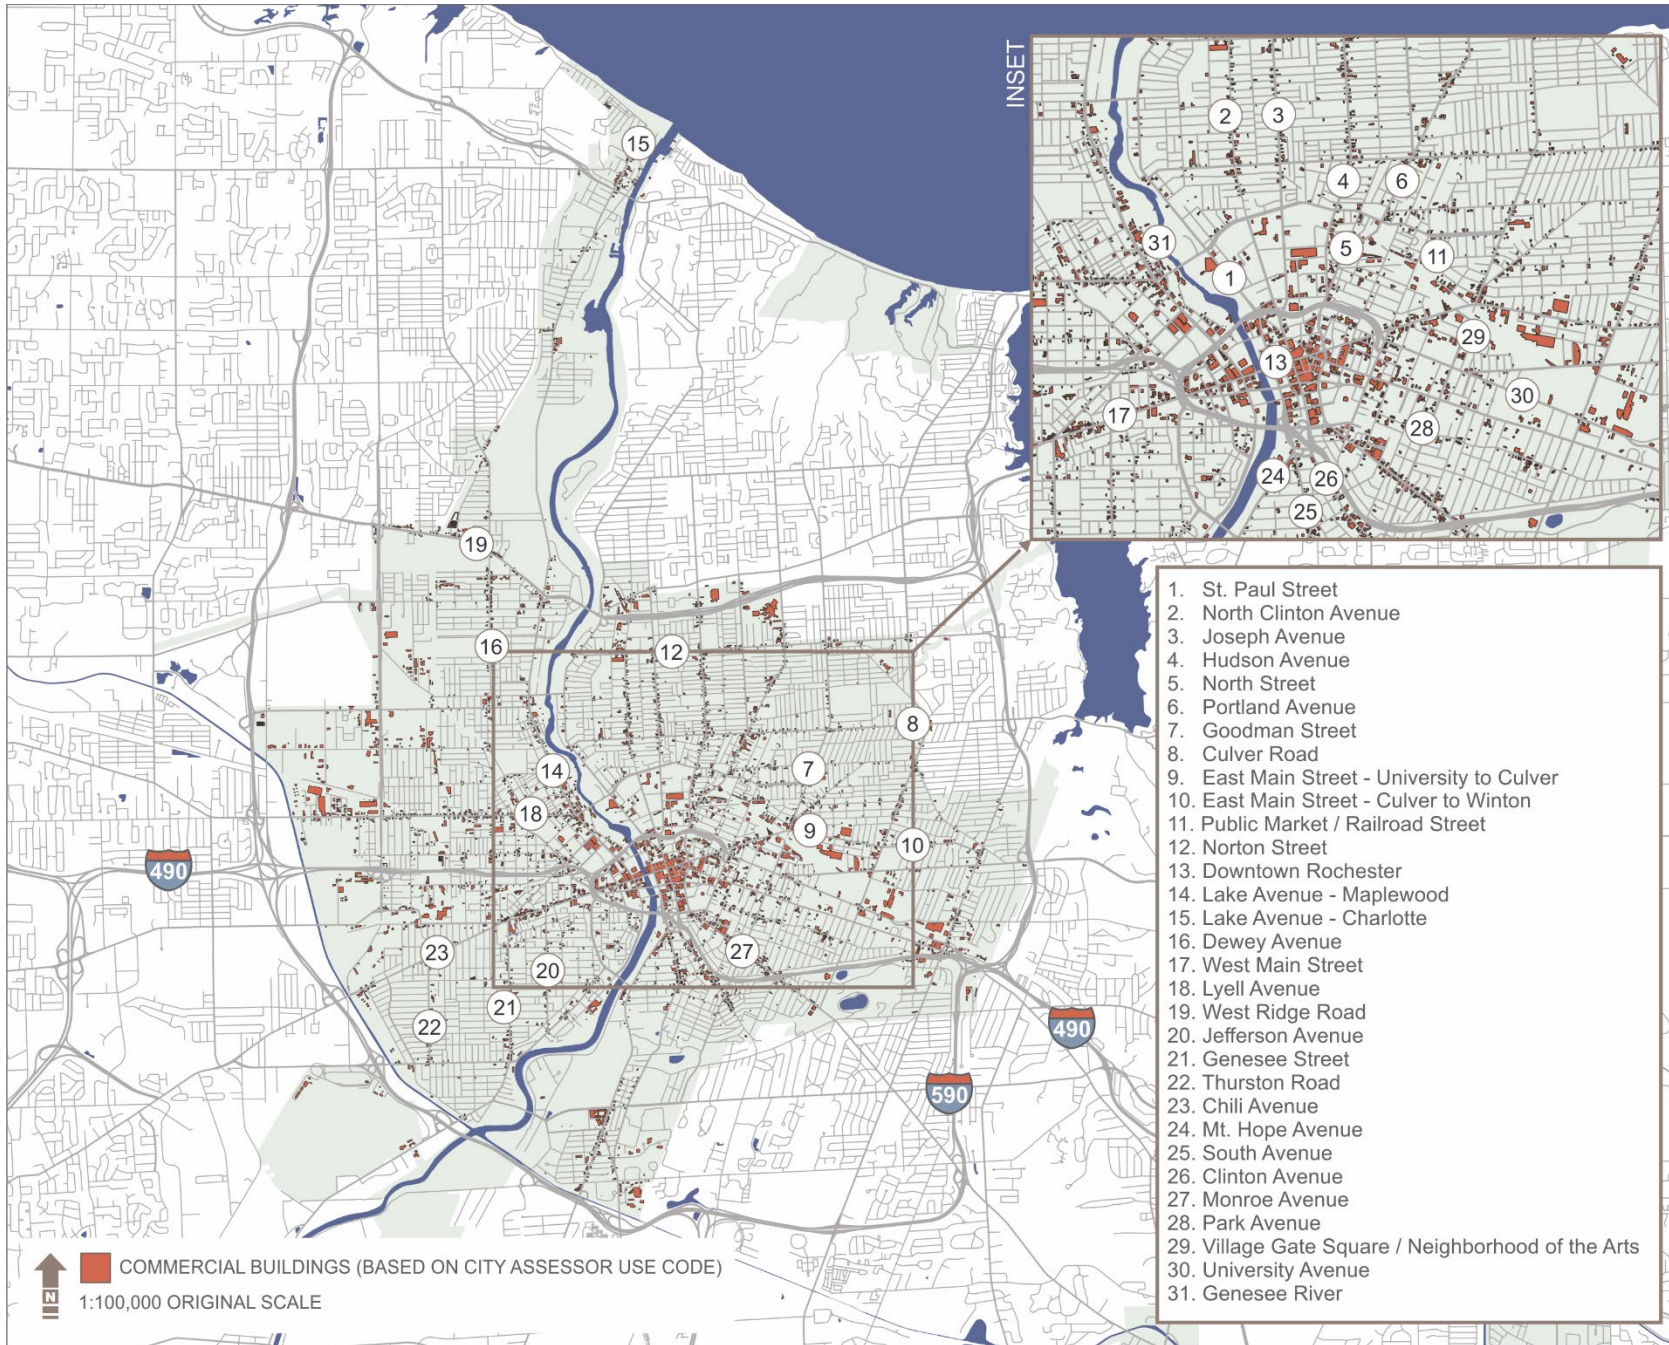 INSET
15
2
3
4
6
31
5
11
1
29
13
30
17
28
24
26
25
19
16
12
8
14
7
18
9
10
490
23
27
20
21
22
490
590
1. St. Paul Street
2. North Clinton Avenue
3. Joseph Avenue
4. Hudson Avenue
5. North Street
6. Portland Avenue
7. Goodman Street
8. Culver Road
9. East Main Street - University to Culver
10. East Main Street - Culver to Winton
11. Public Market / Railroad Street
12. Norton Street
13. Downtown Rochester
14. Lake Avenue - Maplewood
15. Lake Avenue - Charlotte
16. Dewey Avenue
17. West Main Street
18. Lyell Avenue
19. West Ridge Road
20. Jefferson Avenue
21. Genesee Street
22. Thurston Road
23. Chili Avenue
24. Mt. Hope Avenue
25. South Avenue
26. Clinton Avenue
27. Monroe Avenue
28. Park Avenue
29. Village Gate Square / Neighborhood of the Arts
30. University Avenue
31. Genesee River
N
COMMERCIAL BUILDINGS (BASED ON CITY ASSESSOR USE CODE)
1:100,000 ORIGINAL SCALE